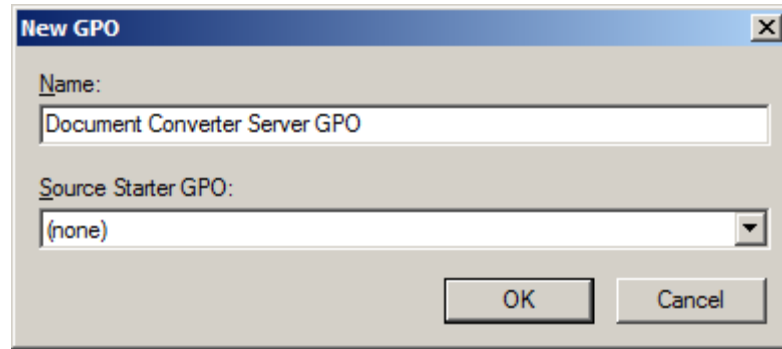 New GPO
Name:
Document Converter Server GPO
Source Starter GPO:
(none)
OK Cancel